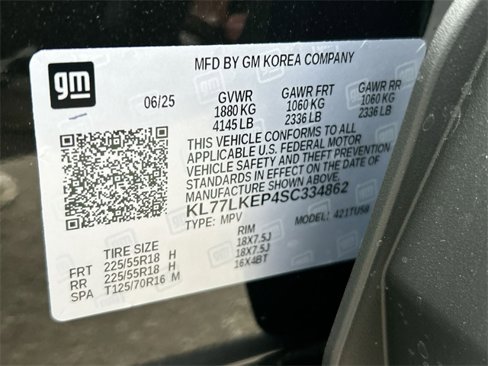 gm
MFD BY GM KOREA COMPANY
06/25 GVWR GAWR FRT GAWR RR
1880 KG 1060 KG 1060 KG
4145 LB 2336 LB 2336 LB
THIS VEHICLE CONFORMS TO ALL
APPLICABLE U.S. FEDERAL MOTOR
VEHICLE SAFETY AND THEFT PREVENTION
STANDARDS IN EFFECT ON THE DATE OF
MANUFACTURE SHOWN ABOVE.
KL77LKEP4SC334862
TYPE: MPV MODEL: 421TU58
TIRE SIZE RIM
FRT 225/55R18 H 18X7.5J
RR 225/55R18 H 18X7.5J
SPA T125/70R16 M 16X4BT